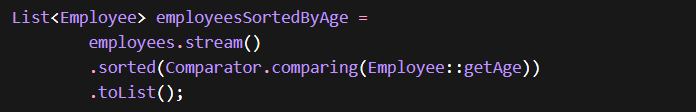 List<Employee> employeesSortedByAge =
employees.stream()
.sorted(Comparator.comparing(Employee::getAge))
.toList();